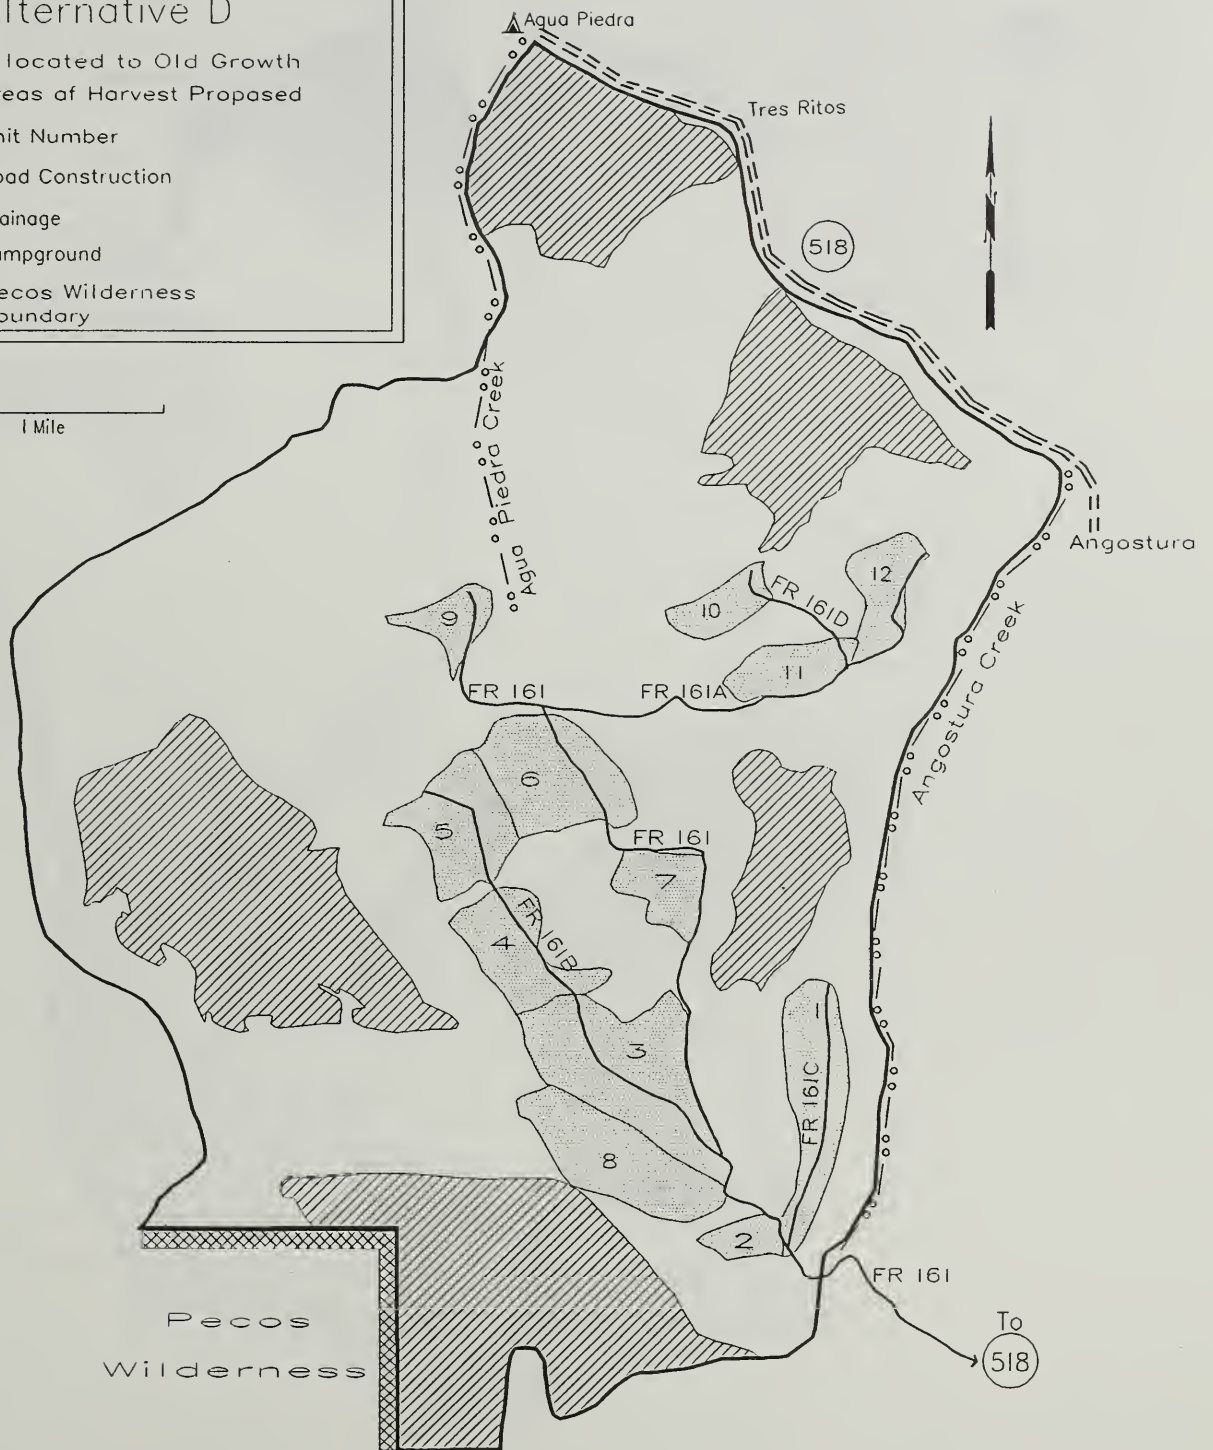 lternative D
located to Old Growth
reas of Harvest Proposed
nit Number
oad Construction
ainage
ampground
ecos Wilderness
oundary
1 Mile
Agua Piedra
Tres Ritos
518
Agua Piedra Creek
Angostura
Angostura Creek
9
10
FR 161D
12
11
FR 161
FR 161A
6
5
FR 161
7
4
FR 161B
3
1
FR 161C
8
2
FR 161
To
518
Pecos
Wilderness